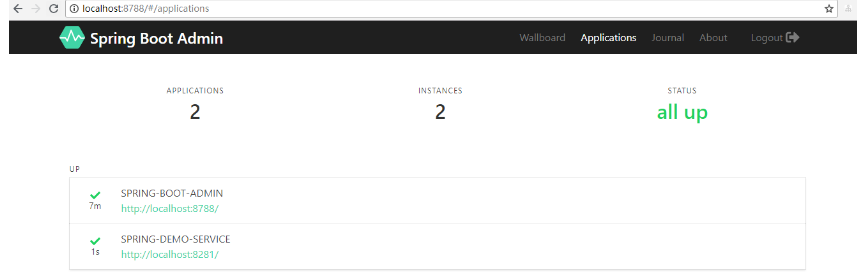 localhost:8788/#/applications
Spring Boot Admin Wallboard Applications Journal About Logout
APPLICATIONS INSTANCES STATUS
2 2 all up
UP
SPRING-BOOT-ADMIN
7m http://localhost:8788/
SPRING-DEMO-SERVICE
1s http://localhost:8281/